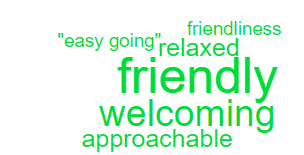 friendliness
"easy going"
relaxed
friendly
welcoming
approachable